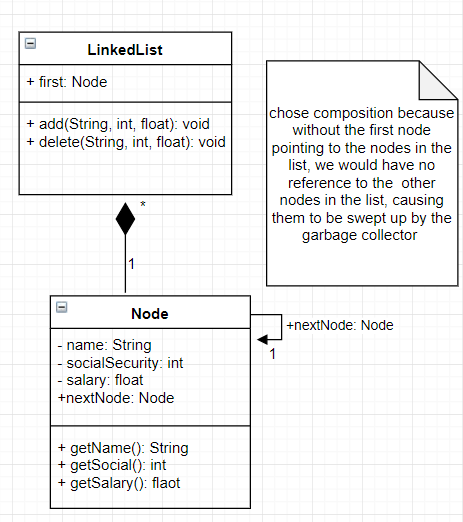 LinkedList
+ first: Node
+ add(String, int, float): void
+ delete(String, int, float): void
chose composition because
without the first node
pointing to the nodes in the
list, we would have no
reference to the other
nodes in the list, causing
them to be swept up by the
garbage collector
*
1
Node
- name: String
- socialSecurity: int
- salary: float
+nextNode: Node
+ getName(): String
+ getSocial(): int
+ getSalary(): flaot
+nextNode: Node
1